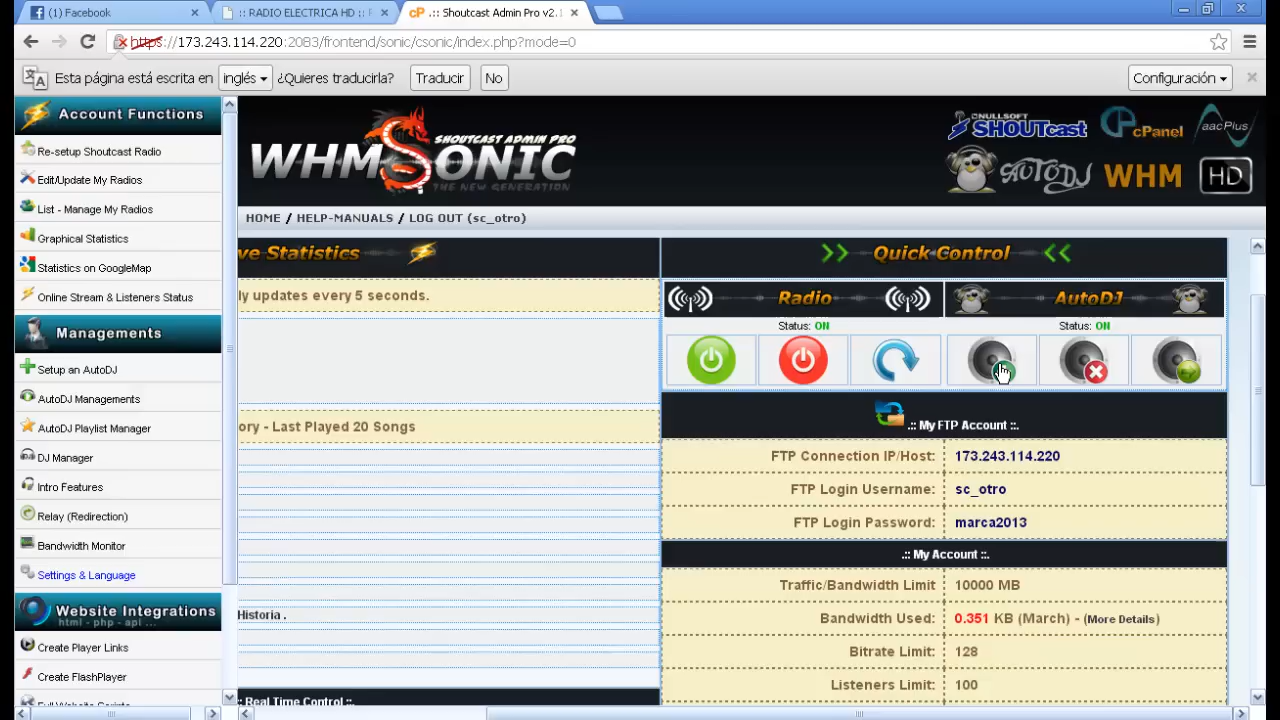 (1) Facebook
.:: RADIO ELECTRICA HD ::
cP .:: Shoutcast Admin Pro v2.
https://173.243.114.220:2083/frontend/sonic/csonic/index.php?mode=0
Esta página está escrita en inglés ¿Quieres traducirla? Traducir No Configuración
Account Functions
Re-setup Shoutcast Radio
Edit/Update My Radios
List - Manage My Radios
Graphical Statistics
Statistics on GoogleMap
Online Stream & Listeners Status
Managements
Setup an AutoDJ
AutoDJ Managements
AutoDJ Playlist Manager
DJ Manager
Intro Features
Relay (Redirection)
Bandwidth Monitor
Settings & Language
Website Integrations
html - php - apl ...
Create Player Links
Create FlashPlayer
Full Website Scripts
SHOUTCAST ADMIN PRO
WHMSONIC
THE NEW GENERATION
NULLSOFT
SHOUTcast
cPanel
aacPlus
AUTODJ
WHM
HD
HOME / HELP-MANUALS / LOG OUT (sc_otro)
ve Statistics
ly updates every 5 seconds.
ory - Last Played 20 Songs
Historia .
:: Real Time Control ::.
Quick Control
Radio
AutoDJ
Status: ON
Status: ON
.:: My FTP Account ::.
FTP Connection IP/Host: 173.243.114.220
FTP Login Username: sc_otro
FTP Login Password: marca2013
.:: My Account ::.
Traffic/Bandwidth Limit 10000 MB
Bandwidth Used: 0.351 KB (March) - (More Details)
Bitrate Limit: 128
Listeners Limit: 100